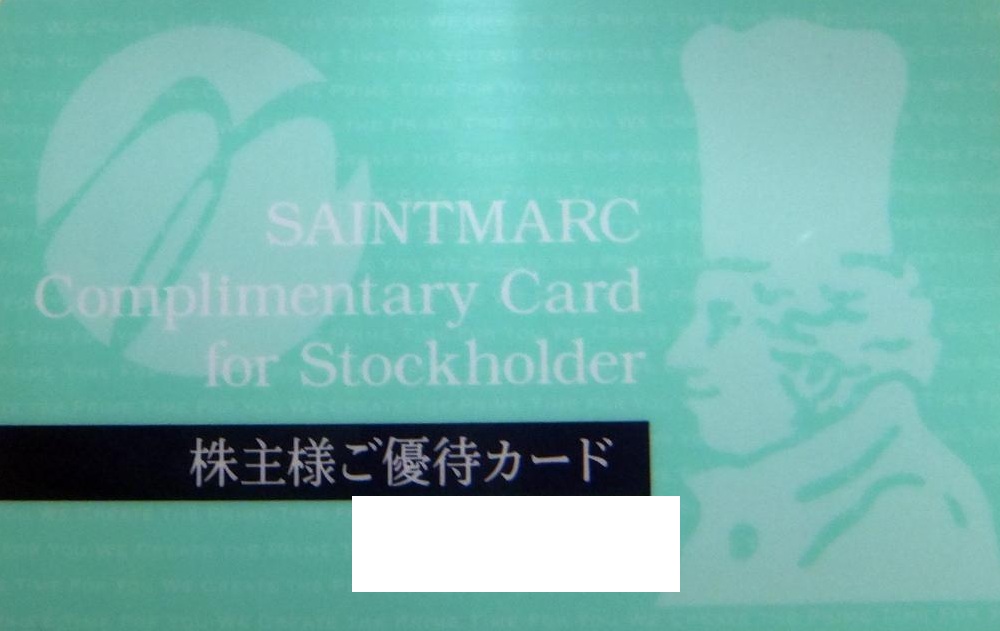 SAINTMARC
Complimentary Card
for Stockholder
株主様ご優待カード